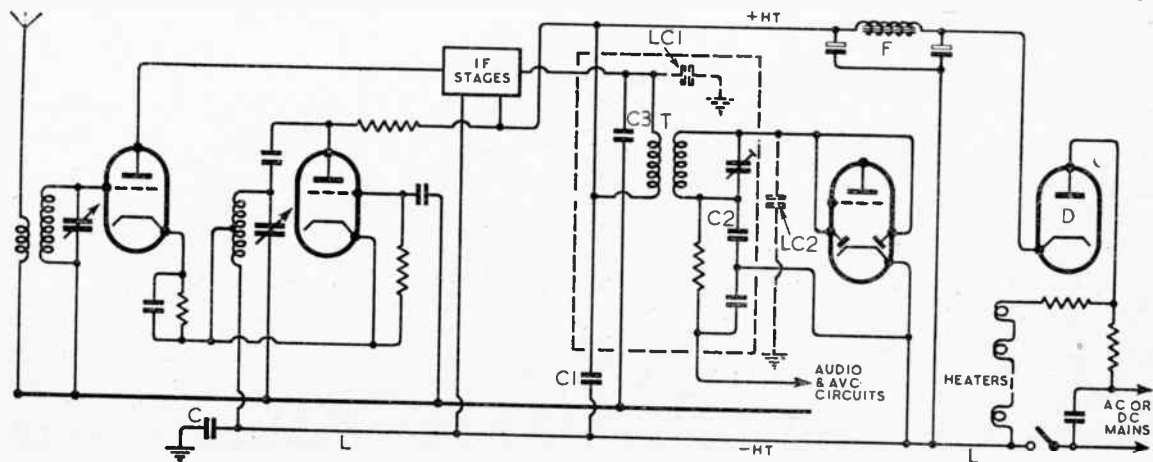 +HT
LC1
F
IF
STAGES
C3
T
D
C2
LC2
C1
HEATERS
AUDIO
& AVC
CIRCUITS
AC OR
DC
MAINS
C
L
-HT
L